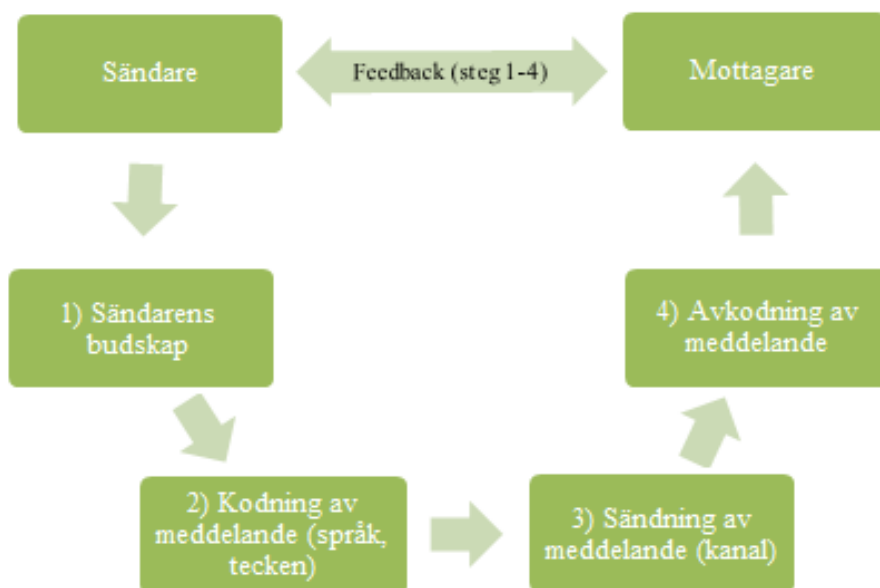 Sändare
Feedback (steg 1-4)
Mottagare
1) Sändarens
budskap
4) Avkodning av
meddelande
2) Kodning av
meddelande (språk,
tecken)
3) Sändning av
meddelande (kanal)